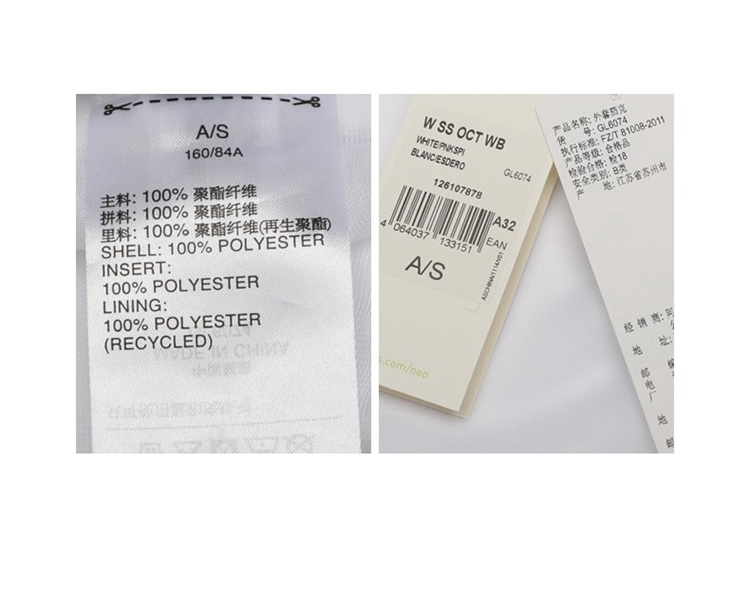 A/S
160/84A
主料: 100% 聚酯纤维
拼料: 100% 聚酯纤维
里料: 100% 聚酯纤维(再生聚酯)
SHELL: 100% POLYESTER
INSERT:
100% POLYESTER
LINING:
100% POLYESTER
(RECYCLED)
MADE IN CHINA
W SS OCT WB
WHITE/PNKSPI
BLANC/ESDERO
GL6074
126107878
A32
4 064037 133151
EAN
A/S
s.com/neo
产品名称: 外套茄克
货 号: GL6074
执行标准: FZ/T 81008-2011
产品等级: 合格品
检验合格: 检18
安全类别: B类
产 地: 江苏省苏州市
经 销 商: 阿
地 址:
邮
电
厂
地
邮